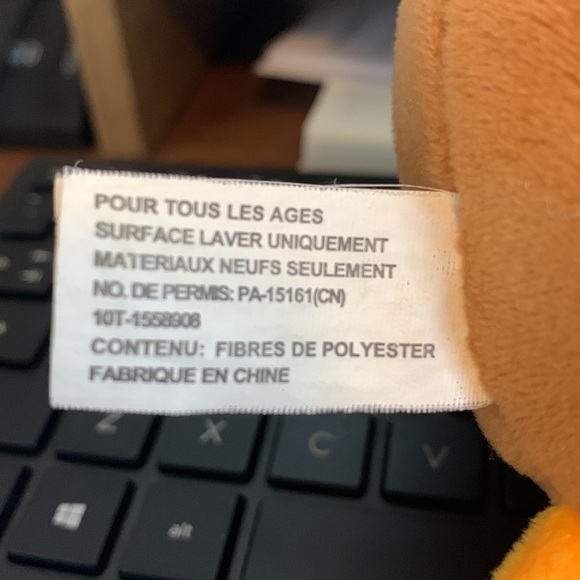 POUR TOUS LES AGES
SURFACE LAVER UNIQUEMENT
MATERIAUX NEUFS SEULEMENT
NO. DE PERMIS: PA-15161(CN)
10T-1558908
CONTENU: FIBRES DE POLYESTER
FABRIQUE EN CHINE
Z X C V
alt